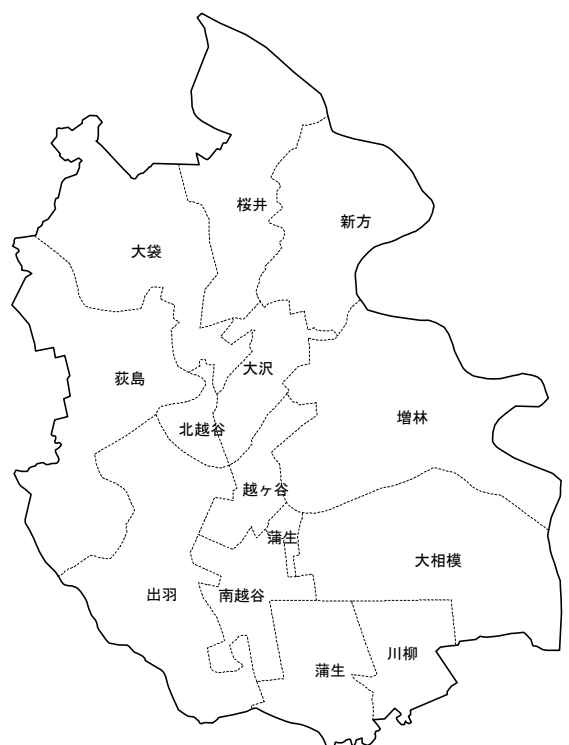 桜井
新方
大袋
大沢
荻島
増林
北越谷
越ヶ谷
蒲生
大相模
出羽
南越谷
川柳
蒲生